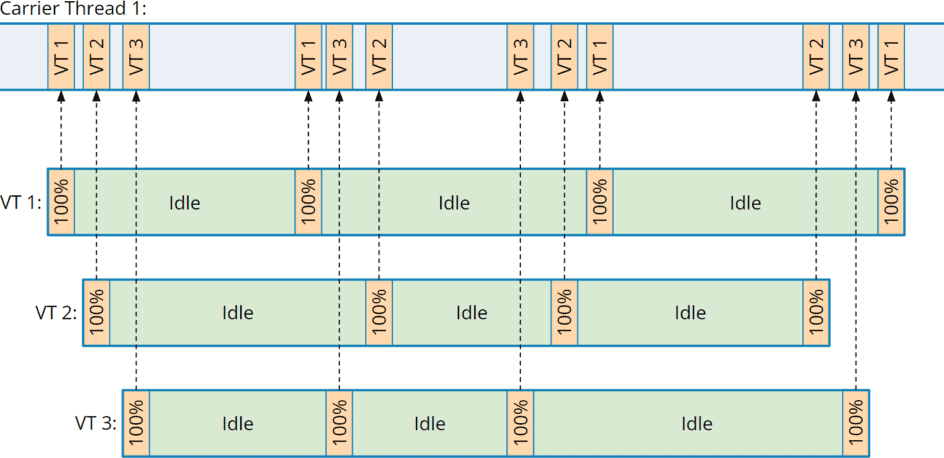 Carrier Thread 1:
VT 1 VT 2 VT 3 VT 1 VT 3 VT 2 VT 3 VT 2 VT 1 VT 2 VT 3 VT 1
VT 1: 100% Idle 100% Idle 100% Idle 100%
VT 2: 100% Idle 100% Idle 100% Idle 100%
VT 3: 100% Idle 100% Idle 100% Idle 100%